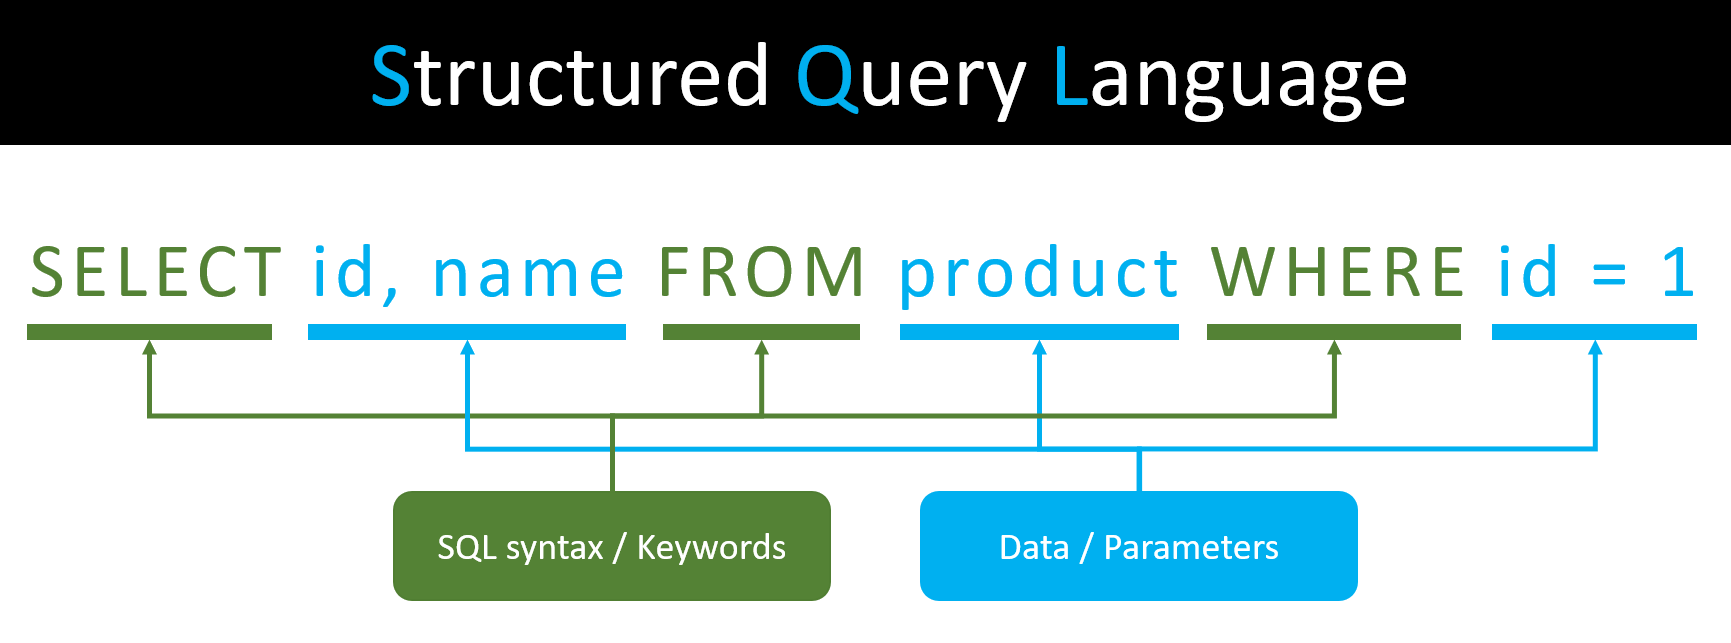 Structured Query Language
SELECT id, name FROM product WHERE id = 1
SQL syntax / Keywords
Data / Parameters